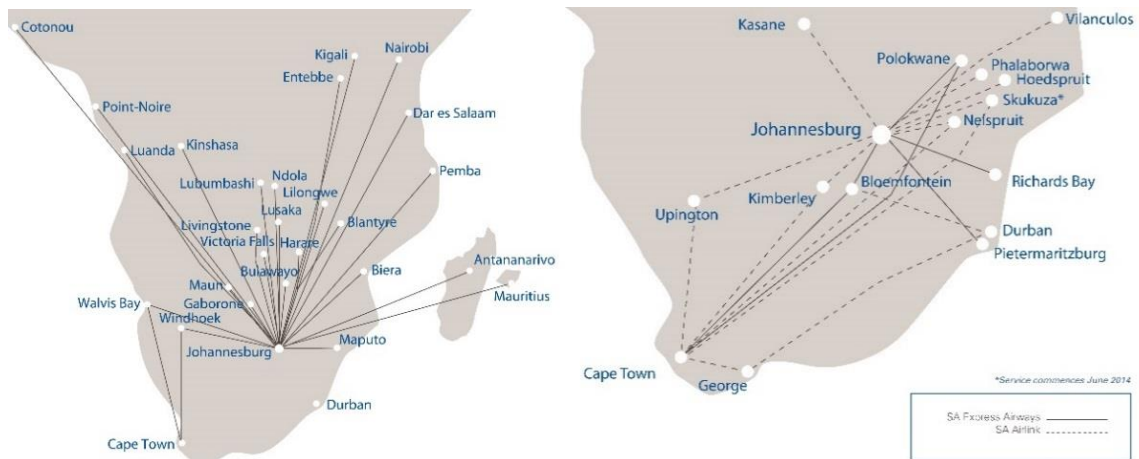 Cotonou
Kigali
Nairobi
Entebbe
Point-Noire
Dar es Salaam
Luanda
Kinshasa
Lubumbashi
Ndola
Lilongwe
Pemba
Lusaka
Livingstone
Blantyre
Victoria Falls
Harare
Bulawayo
Biera
Antananarivo
Maun
Mauritius
Walvis Bay
Gaborone
Windhoek
Johannesburg
Maputo
Durban
Cape Town
Kasane
Vilanculos
Polokwane
Phalaborwa
Hoedspruit
Skukuza*
Nelspruit
Johannesburg
Kimberley
Bloemfontein
Richards Bay
Upington
Durban
Pietermaritzburg
Cape Town
George
*Service commences June 2014
SA Express Airways
SA Airlink